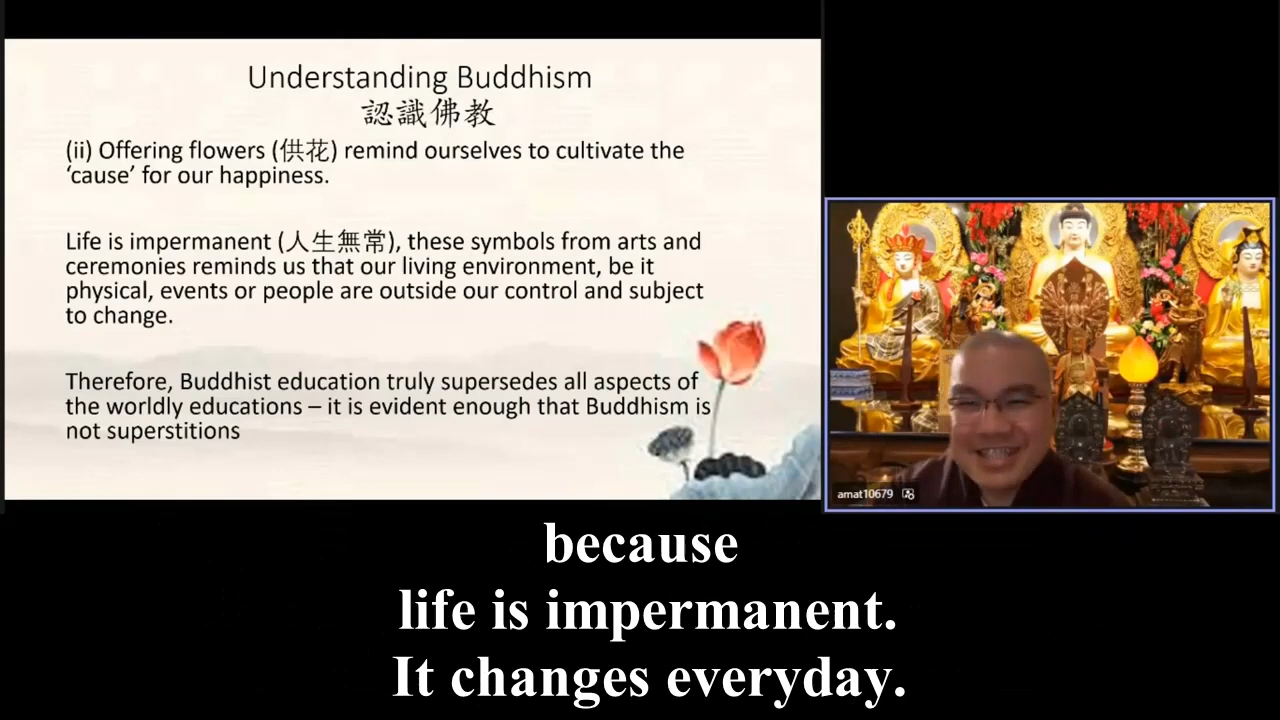 Understanding Buddhism
認識佛教
(ii) Offering flowers (供花) remind ourselves to cultivate the
‘cause’ for our happiness.
Life is impermanent (人生無常), these symbols from arts and
ceremonies reminds us that our living environment, be it
physical, events or people are outside our control and subject
to change.
Therefore, Buddhist education truly supersedes all aspects of
the worldly educations – it is evident enough that Buddhism is
not superstitions
amat10679
because
life is impermanent.
It changes everyday.